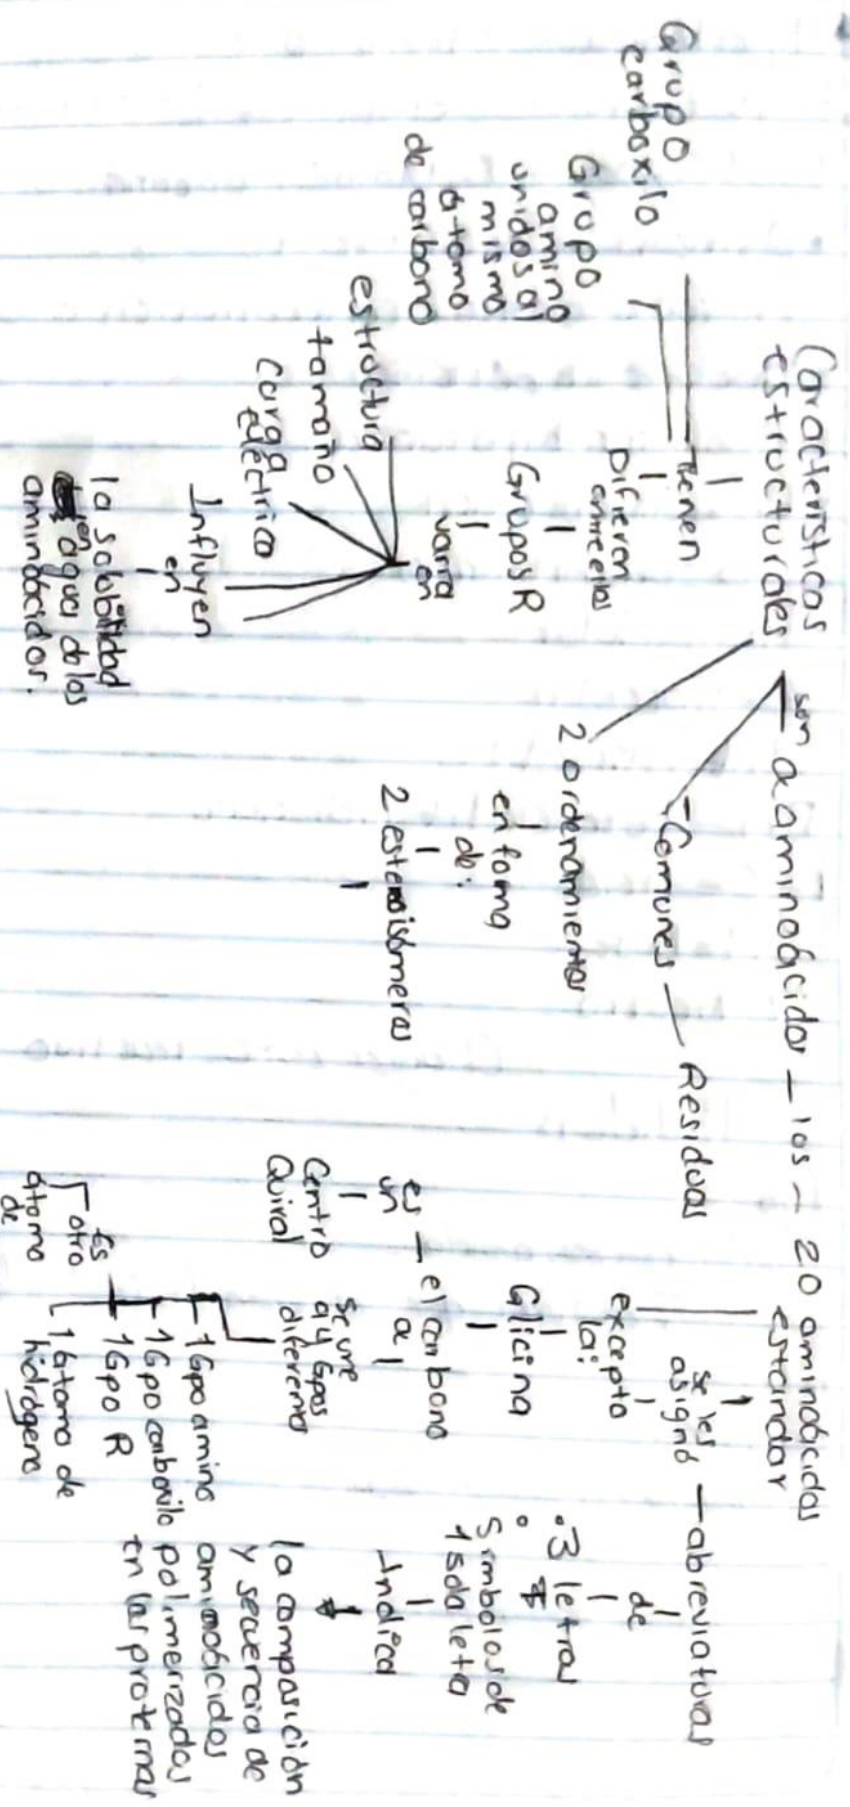 Características
estructurales
son α aminoácidos – los – 20 aminoácidos
estándar
Tienen
Grupo
carboxilo
Grupo
amino
unidos al
mismo
átomo
de carbono
Difieren
entre ellos
Grupos R
varia
en
estructura
tamaño
carga
eléctrica
Influyen
en
la solubilidad
en agua de los
aminoácidos.
- Comunes — Residuos
2 ordenamientos
en forma
de:
2 estereoisómeros
se les
asignó — abreviaturas
de
• 3 letras
•
Símbolos de
1 sola letra
Indica
la composición
y secuencia de
aminoácidos
polimerizados
en las proteínas
excepto
la:
Glicina
es — el carbono
un α
Centro
Quiral
se une
a 4 Gpos
diferentes
1 Gpo amino
1 Gpo carboxilo
1 Gpo R
1 átomo de
hidrógeno
Es
otro
átomo
de